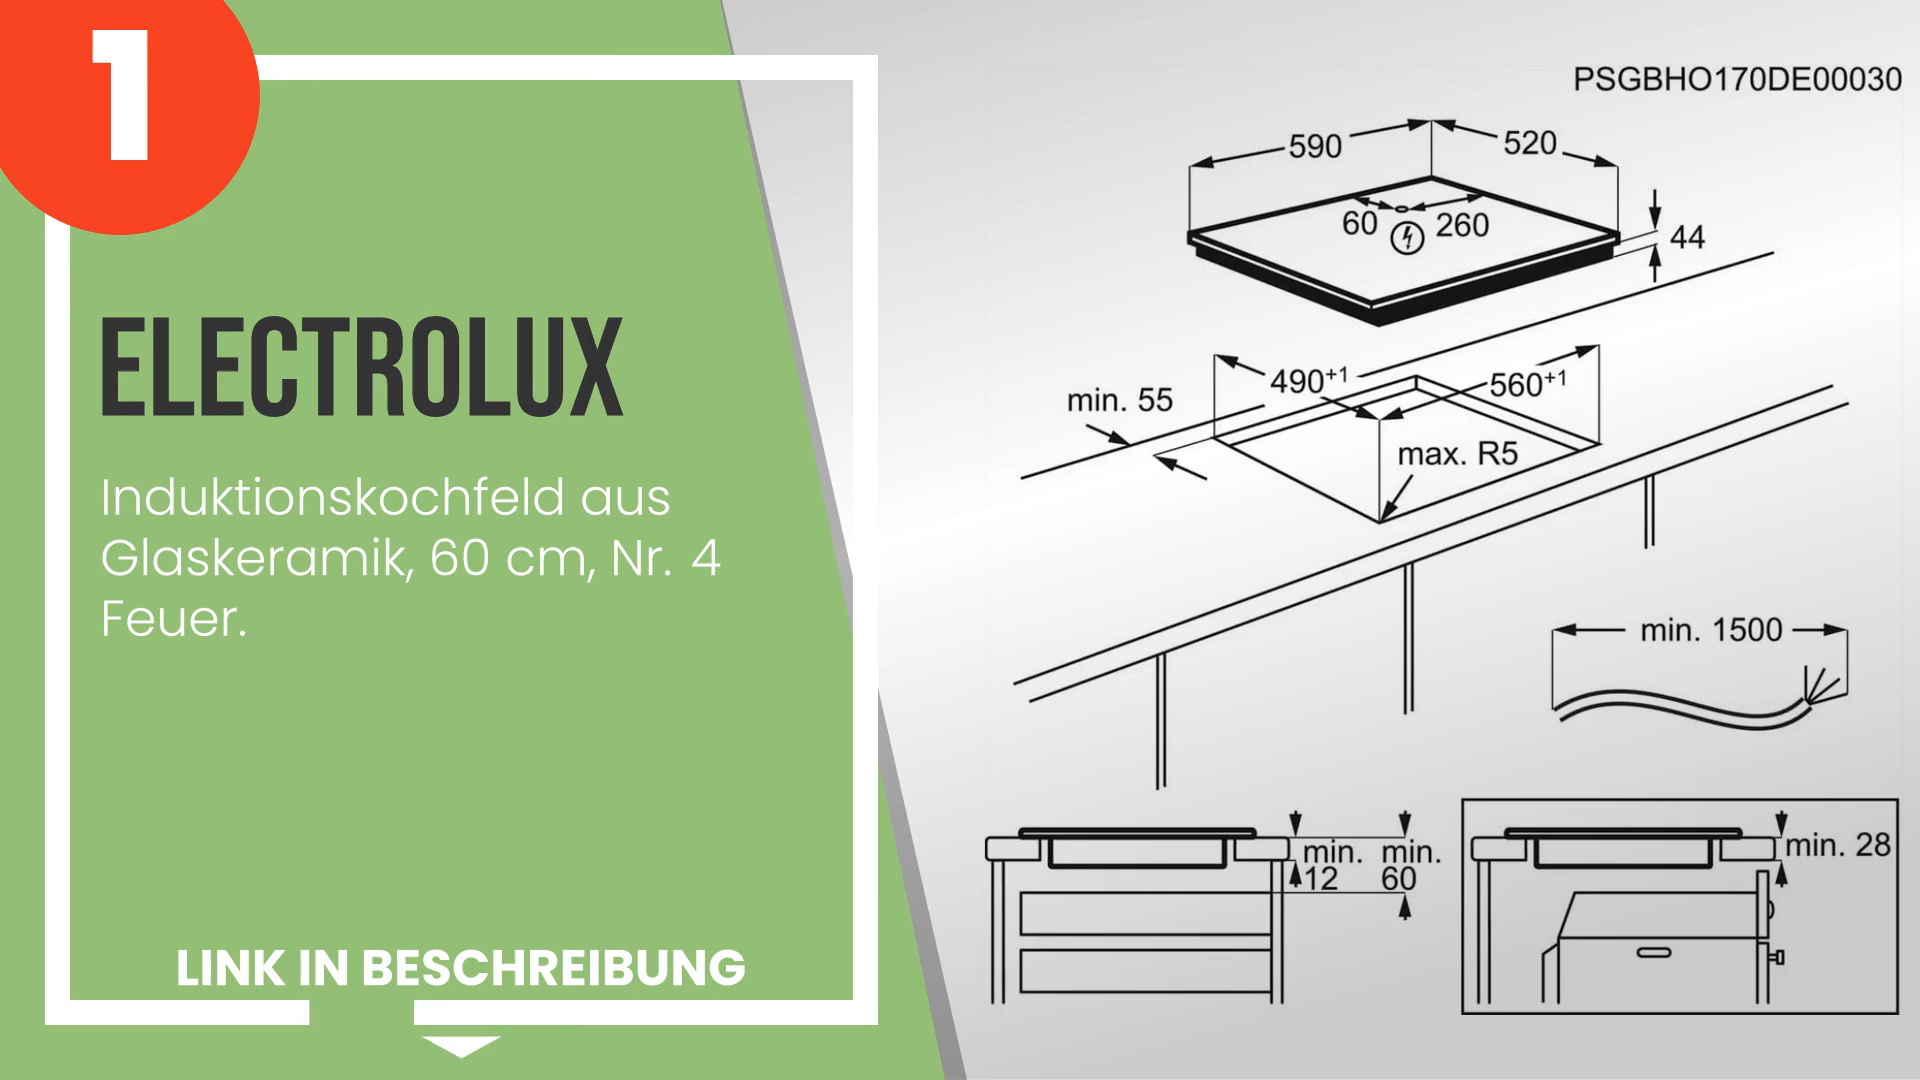 1
ELECTROLUX
Induktionskochfeld aus
Glaskeramik, 60 cm, Nr. 4
Feuer.
LINK IN BESCHREIBUNG
PSGBHO170DE00030
590
520
60
260
44
490+1
560+1
min. 55
max. R5
min. 1500
min. 12
min. 60
min. 28